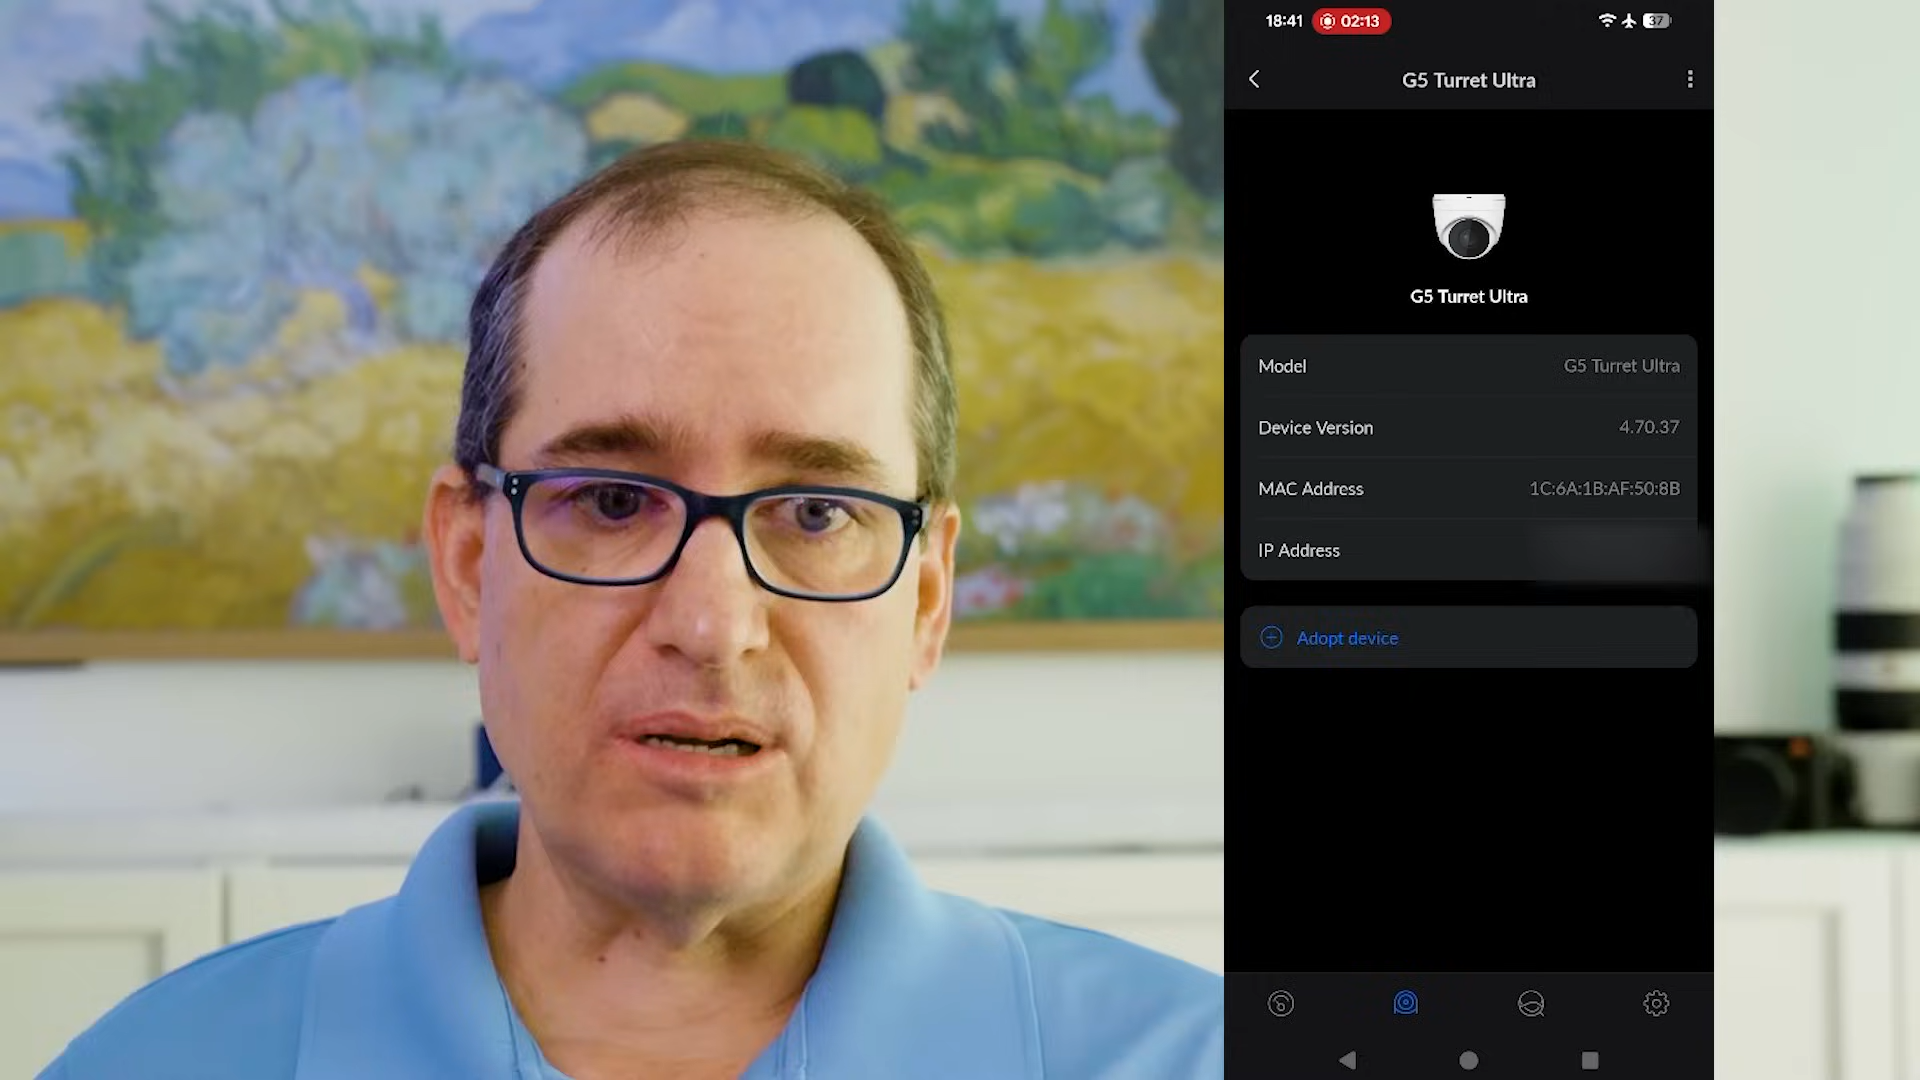 18:41 02:13 37
G5 Turret Ultra
G5 Turret Ultra
Model G5 Turret Ultra
Device Version 4.70.37
MAC Address 1C:6A:1B:AF:50:8B
IP Address
Adopt device